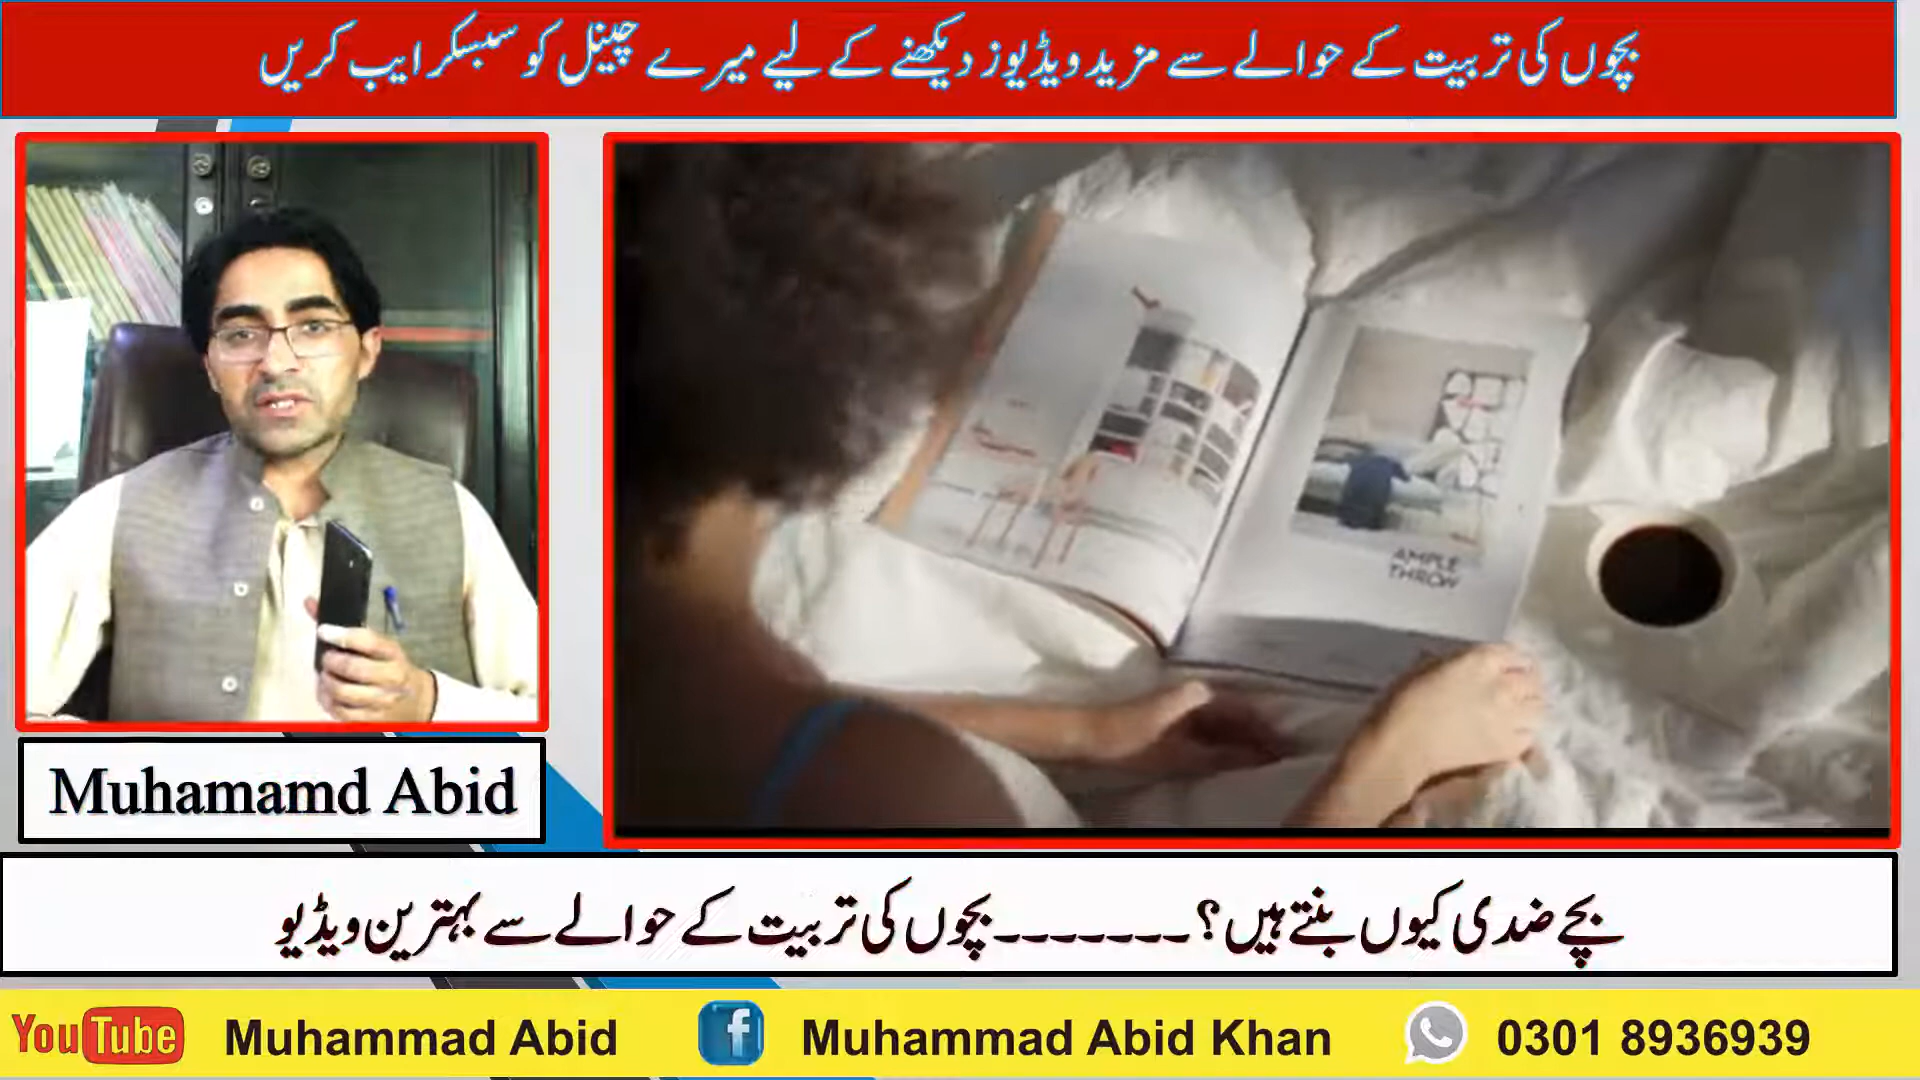 بچوں کی تربیت کے حوالے سے مزید ویڈیوز دیکھنے کے لیے میرے چینل کو سبسکرایب کریں
AMPLE
THROW
Muhamamd Abid
بچے ضدی کیوں بنتے ہیں؟-------بچوں کی تربیت کے حوالے سے بہترین ویڈیو
YouTube Muhammad Abid f Muhammad Abid Khan 0301 8936939